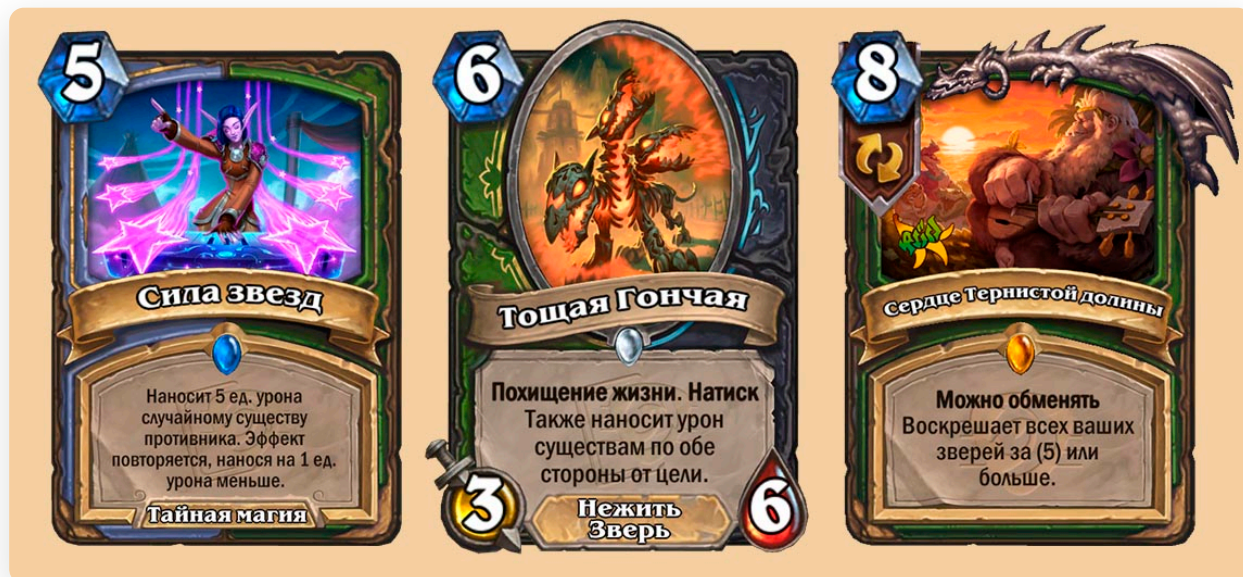 5
Сила звезд
Наносит 5 ед. урона
случайному существу
противника. Эффект
повторяется, нанося на 1 ед.
урона меньше.
Тайная магия
6
Тощая Гончая
Похищение жизни. Натиск
Также наносит урон
существам по обе
стороны от цели.
3
Нежить
Зверь
6
8
Сердце Тернистой долины
Можно обменять
Воскрешает всех ваших
зверей за (5) или
больше.